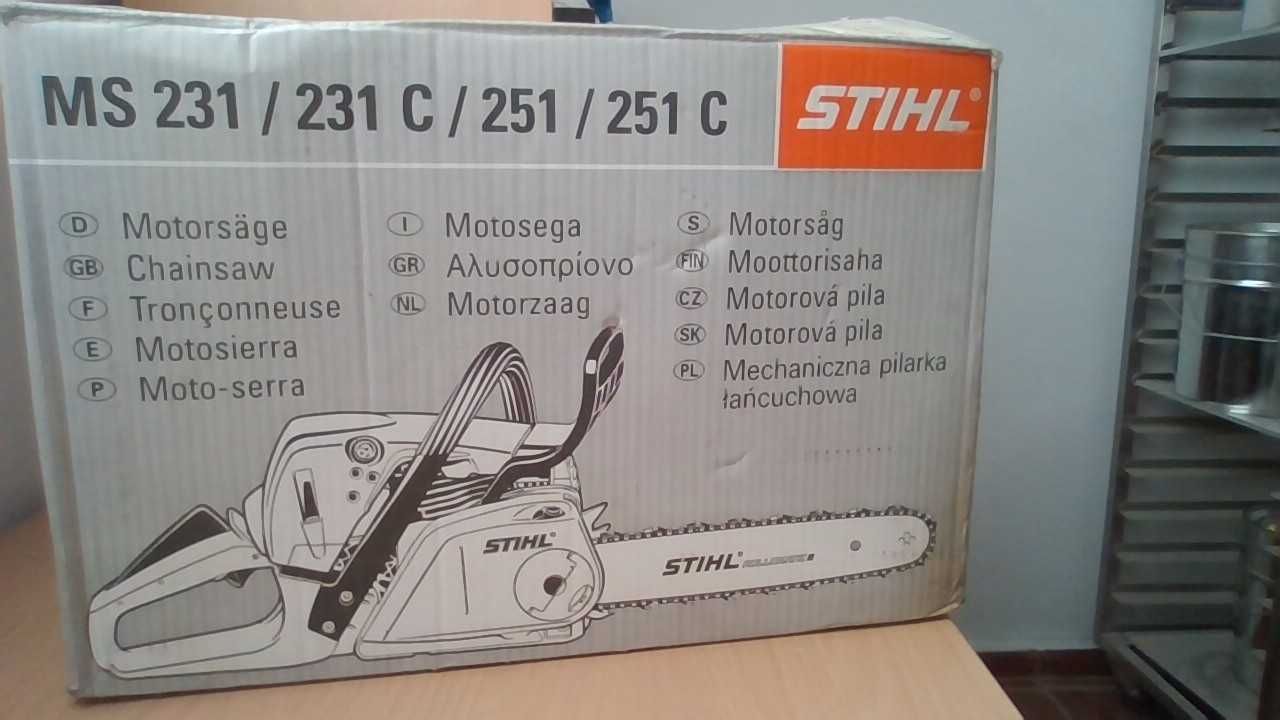 MS 231 / 231 C / 251 / 251 C
STIHL®
D Motorsäge
GB Chainsaw
F Tronçonneuse
E Motosierra
P Moto-serra
I Motosega
GR Αλυσοπρίονο
NL Motorzaag
S Motorsåg
FIN Moottorisaha
CZ Motorová pila
SK Motorová pila
PL Mechaniczna pilarka
łańcuchowa
STIHL®
STIHL®